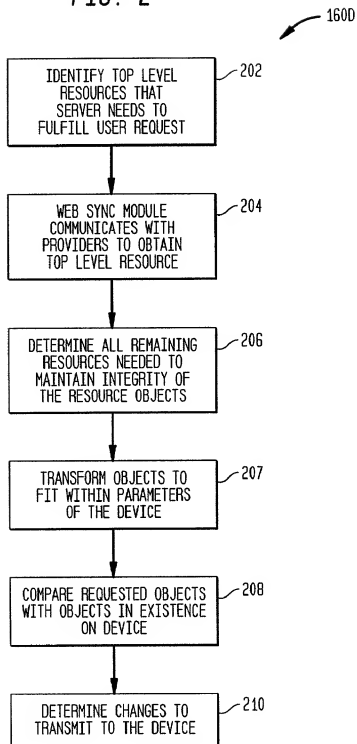 FIG. 2
160D
IDENTIFY TOP LEVEL
RESOURCES THAT
SERVER NEEDS TO
FULFILL USER REQUEST
202
WEB SYNC MODULE
COMMUNICATES WITH
PROVIDERS TO OBTAIN
TOP LEVEL RESOURCE
204
DETERMINE ALL REMAINING
RESOURCES NEEDED TO
MAINTAIN INTEGRITY OF
THE RESOURCE OBJECTS
206
TRANSFORM OBJECTS TO
FIT WITHIN PARAMETERS
OF THE DEVICE
207
COMPARE REQUESTED OBJECTS
WITH OBJECTS IN EXISTENCE
ON DEVICE
208
DETERMINE CHANGES TO
TRANSMIT TO THE DEVICE
210